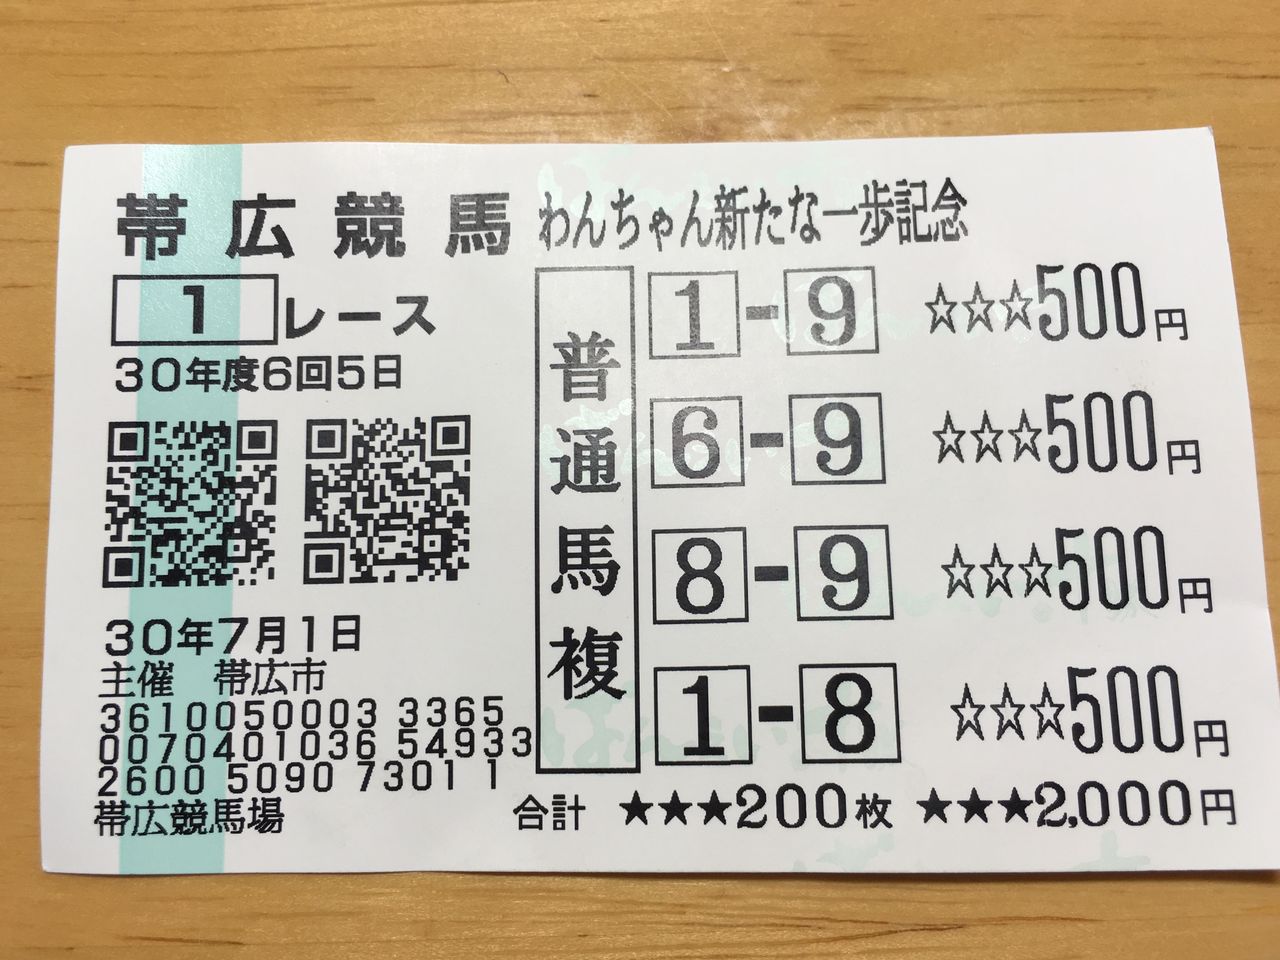 帯広競馬 わんちゃん新たな一歩記念
1 レース
30年度6回5日
30年7月1日
主催 帯広市
3610050003 3365
0070401036 54933
2600 5090 7301 1
帯広競馬場
普通馬複
1-9 ☆☆☆500円
6-9 ☆☆☆500円
8-9 ☆☆☆500円
1-8 ☆☆☆500円
合計 ★★★200枚 ★★★2,000円